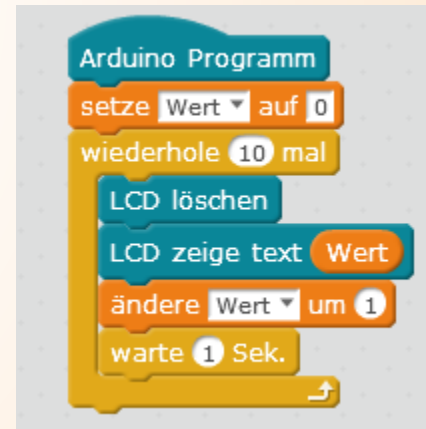 Arduino Programm
setze Wert auf 0
wiederhole 10 mal
LCD löschen
LCD zeige text Wert
ändere Wert um 1
warte 1 Sek.